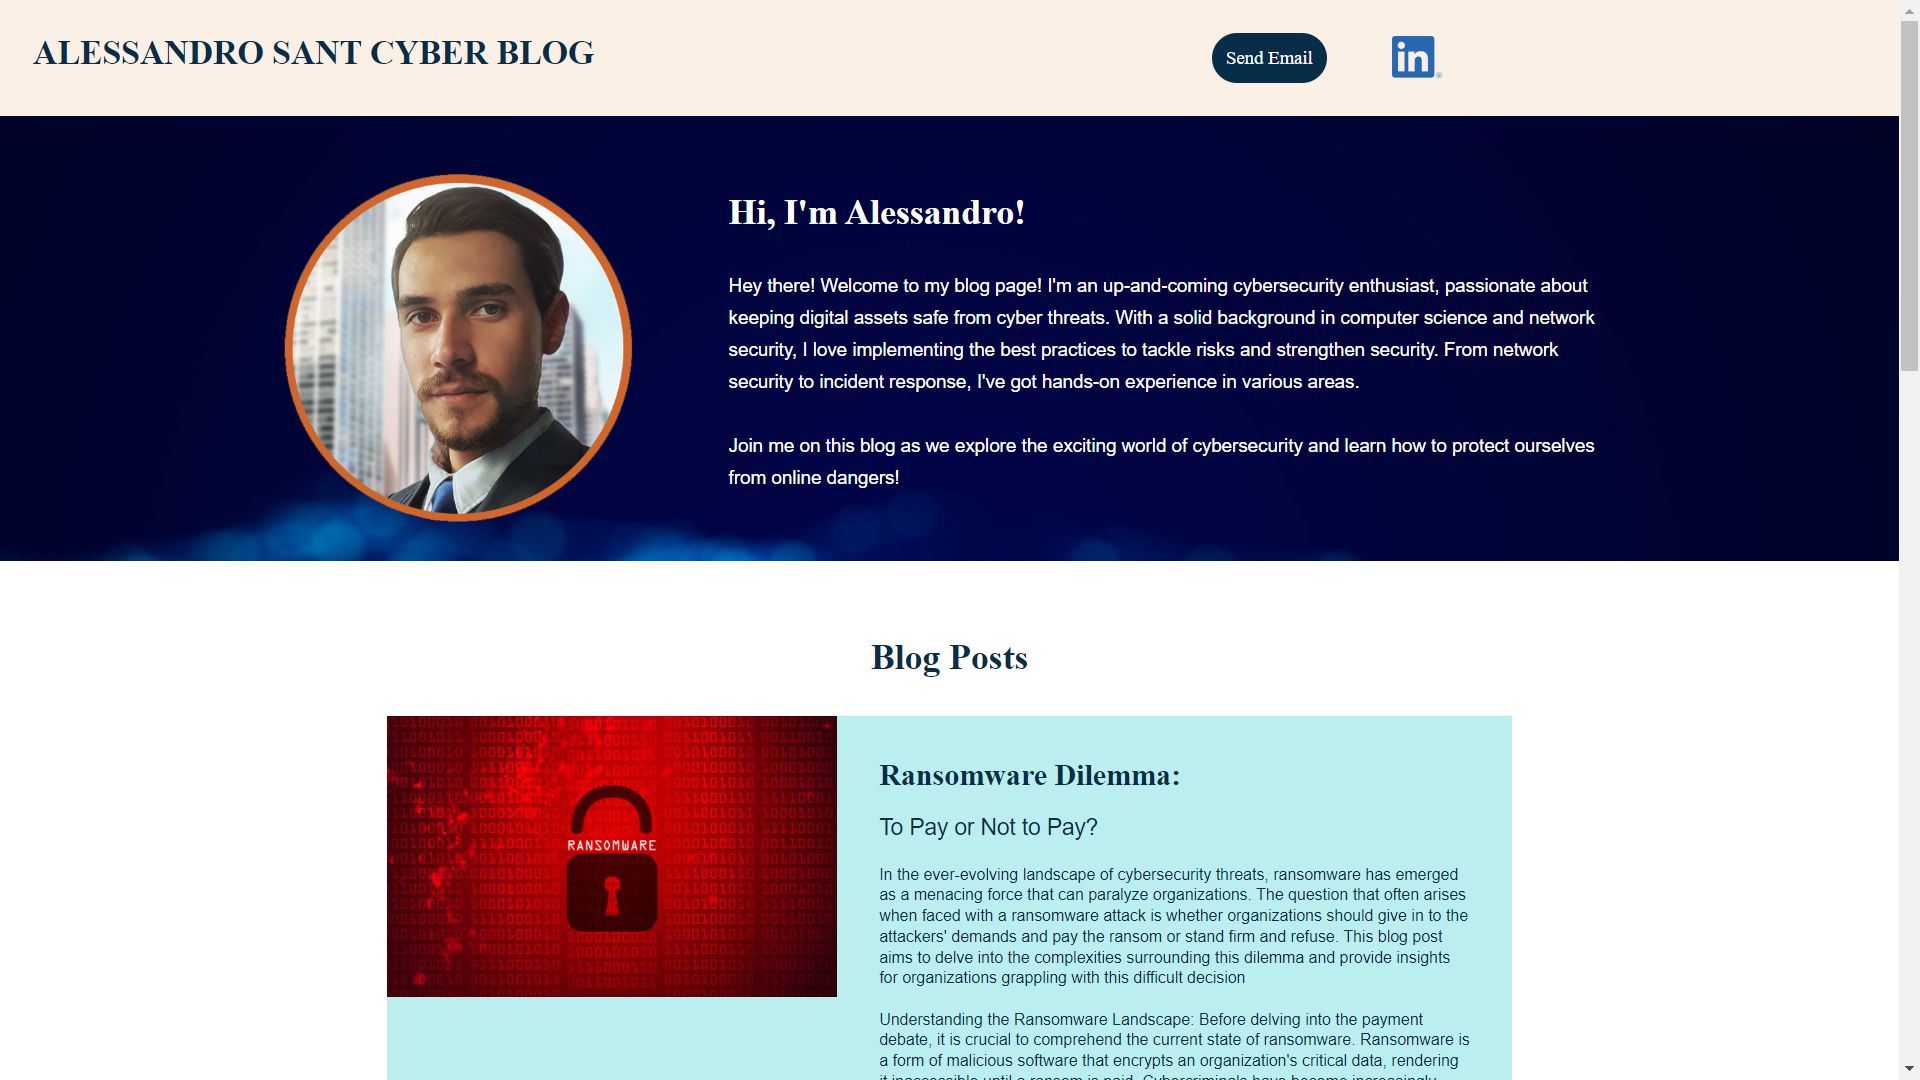 ALESSANDRO SANT CYBER BLOG
Send Email
in
Hi, I'm Alessandro!
Hey there! Welcome to my blog page! I'm an up-and-coming cybersecurity enthusiast, passionate about
keeping digital assets safe from cyber threats. With a solid background in computer science and network
security, I love implementing the best practices to tackle risks and strengthen security. From network
security to incident response, I've got hands-on experience in various areas.
Join me on this blog as we explore the exciting world of cybersecurity and learn how to protect ourselves
from online dangers!
Blog Posts
RANSOMWARE
Ransomware Dilemma:
To Pay or Not to Pay?
In the ever-evolving landscape of cybersecurity threats, ransomware has emerged
as a menacing force that can paralyze organizations. The question that often arises
when faced with a ransomware attack is whether organizations should give in to the
attackers' demands and pay the ransom or stand firm and refuse. This blog post
aims to delve into the complexities surrounding this dilemma and provide insights
for organizations grappling with this difficult decision
Understanding the Ransomware Landscape: Before delving into the payment
debate, it is crucial to comprehend the current state of ransomware. Ransomware is
a form of malicious software that encrypts an organization's critical data, rendering
it inaccessible until a ransom is paid. Cybercriminals have become increasingly